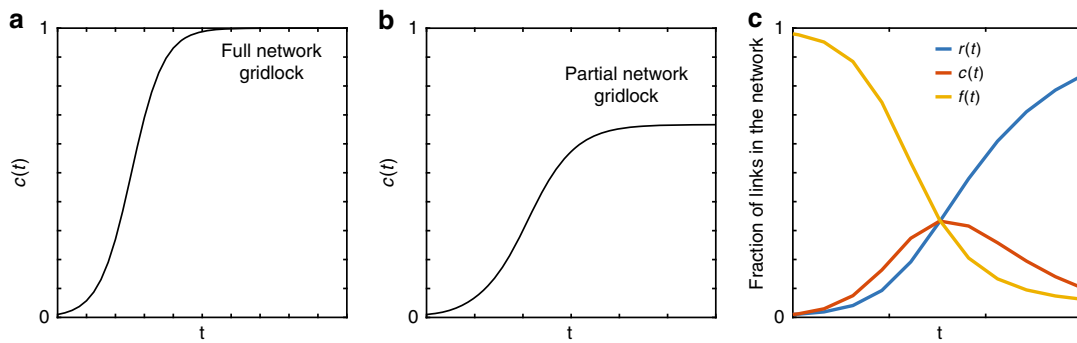 a
1
Full network
gridlock
c(t)
0
t
b
1
Partial network
gridlock
c(t)
0
t
c
1
r(t)
c(t)
f(t)
Fraction of links in the network
0
t